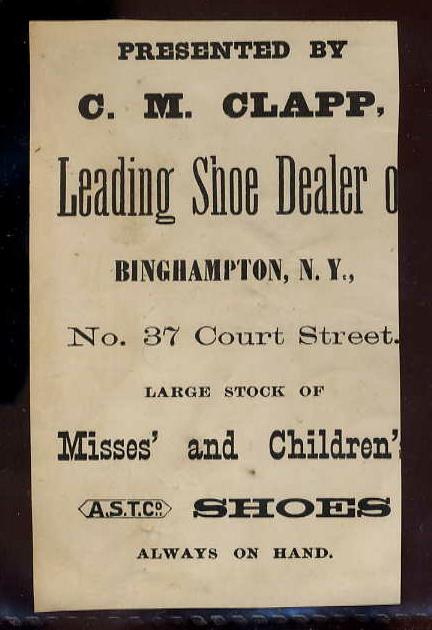 PRESENTED BY
C. M. CLAPP,
Leading Shoe Dealer o
BINGHAMPTON, N. Y.,
No. 37 Court Street.
LARGE STOCK OF
Misses' and Children's
A.S.T.Co. SHOES
ALWAYS ON HAND.